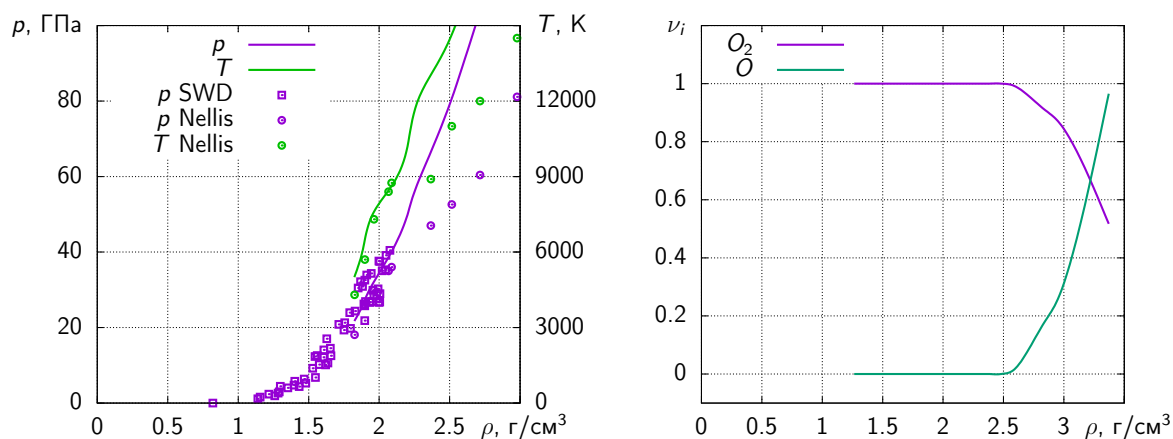 p, ГПа
T, К
p
T
p SWD
p Nellis
T Nellis
80
60
40
20
0
12000
9000
6000
3000
0
0 0.5 1 1.5 2 2.5 ρ, г/см³
νi
O2
O
1
0.8
0.6
0.4
0.2
0
0 0.5 1 1.5 2 2.5 3 ρ, г/см³